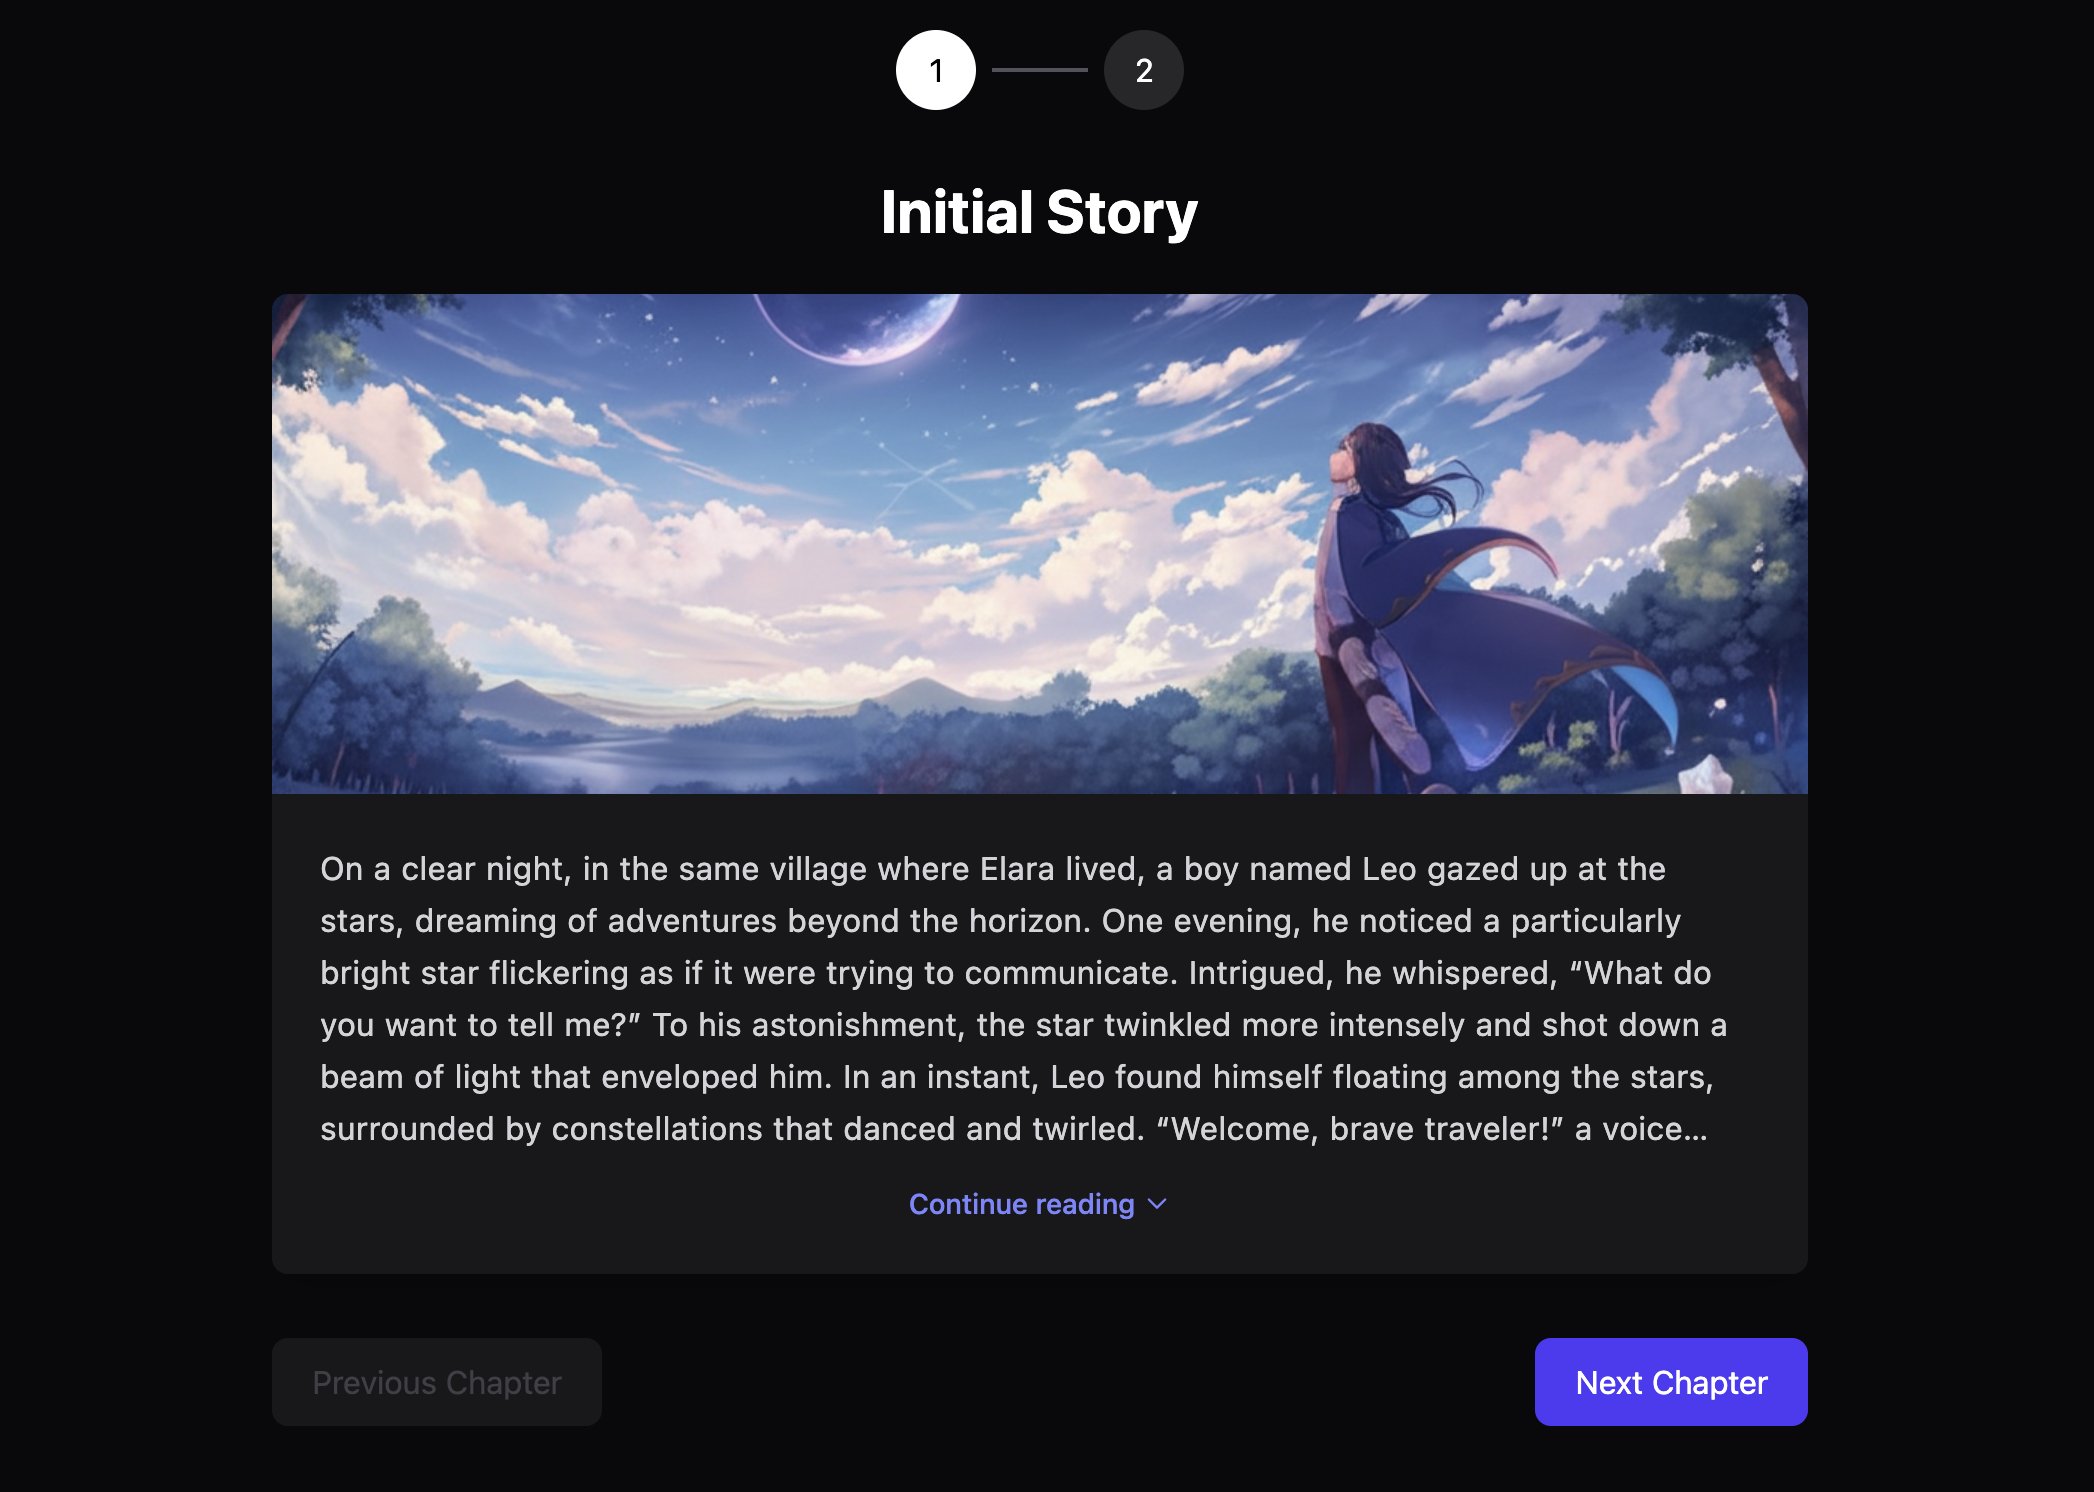 1
2
Initial Story
On a clear night, in the same village where Elara lived, a boy named Leo gazed up at the
stars, dreaming of adventures beyond the horizon. One evening, he noticed a particularly
bright star flickering as if it were trying to communicate. Intrigued, he whispered, “What do
you want to tell me?” To his astonishment, the star twinkled more intensely and shot down a
beam of light that enveloped him. In an instant, Leo found himself floating among the stars,
surrounded by constellations that danced and twirled. “Welcome, brave traveler!” a voice...
Continue reading
Previous Chapter
Next Chapter